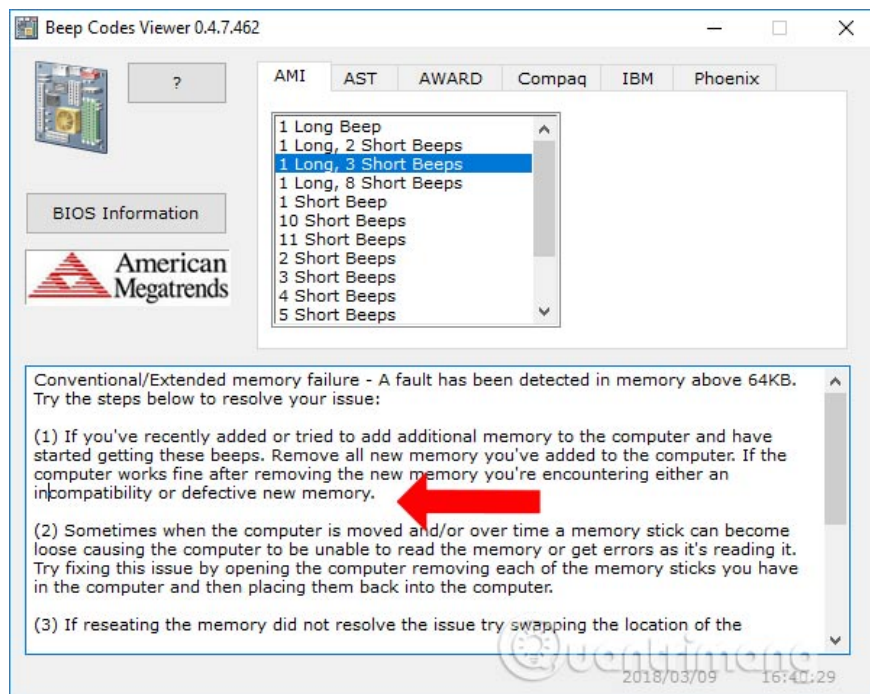 Beep Codes Viewer 0.4.7.462
?
AMI AST AWARD Compaq IBM Phoenix
1 Long Beep
1 Long, 2 Short Beeps
1 Long, 3 Short Beeps
1 Long, 8 Short Beeps
1 Short Beep
10 Short Beeps
11 Short Beeps
2 Short Beeps
3 Short Beeps
4 Short Beeps
5 Short Beeps
BIOS Information
American
Megatrends
Conventional/Extended memory failure - A fault has been detected in memory above 64KB.
Try the steps below to resolve your issue:
(1) If you've recently added or tried to add additional memory to the computer and have
started getting these beeps. Remove all new memory you've added to the computer. If the
computer works fine after removing the new memory you're encountering either an
incompatibility or defective new memory.
(2) Sometimes when the computer is moved and/or over time a memory stick can become
loose causing the computer to be unable to read the memory or get errors as it's reading it.
Try fixing this issue by opening the computer removing each of the memory sticks you have
in the computer and then placing them back into the computer.
(3) If reseating the memory did not resolve the issue try swapping the location of the
Quantrimang
2018/03/09 16:40:29